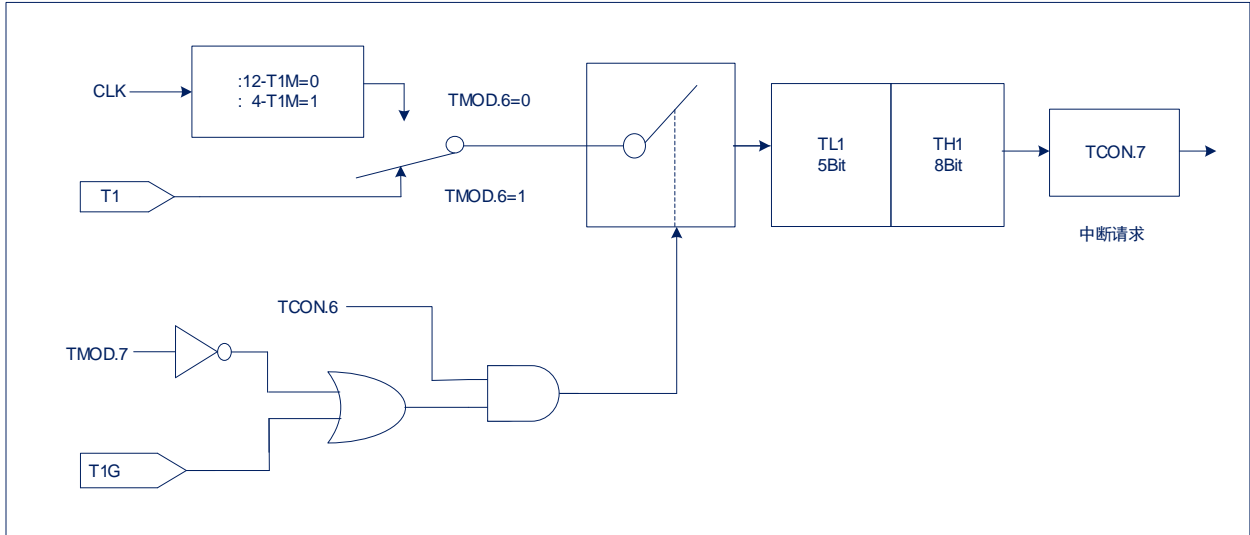 CLK
:12-T1M=0
: 4-T1M=1
TMOD.6=0
T1
TMOD.6=1
TL1
5Bit
TH1
8Bit
TCON.7
中断请求
TCON.6
TMOD.7
T1G